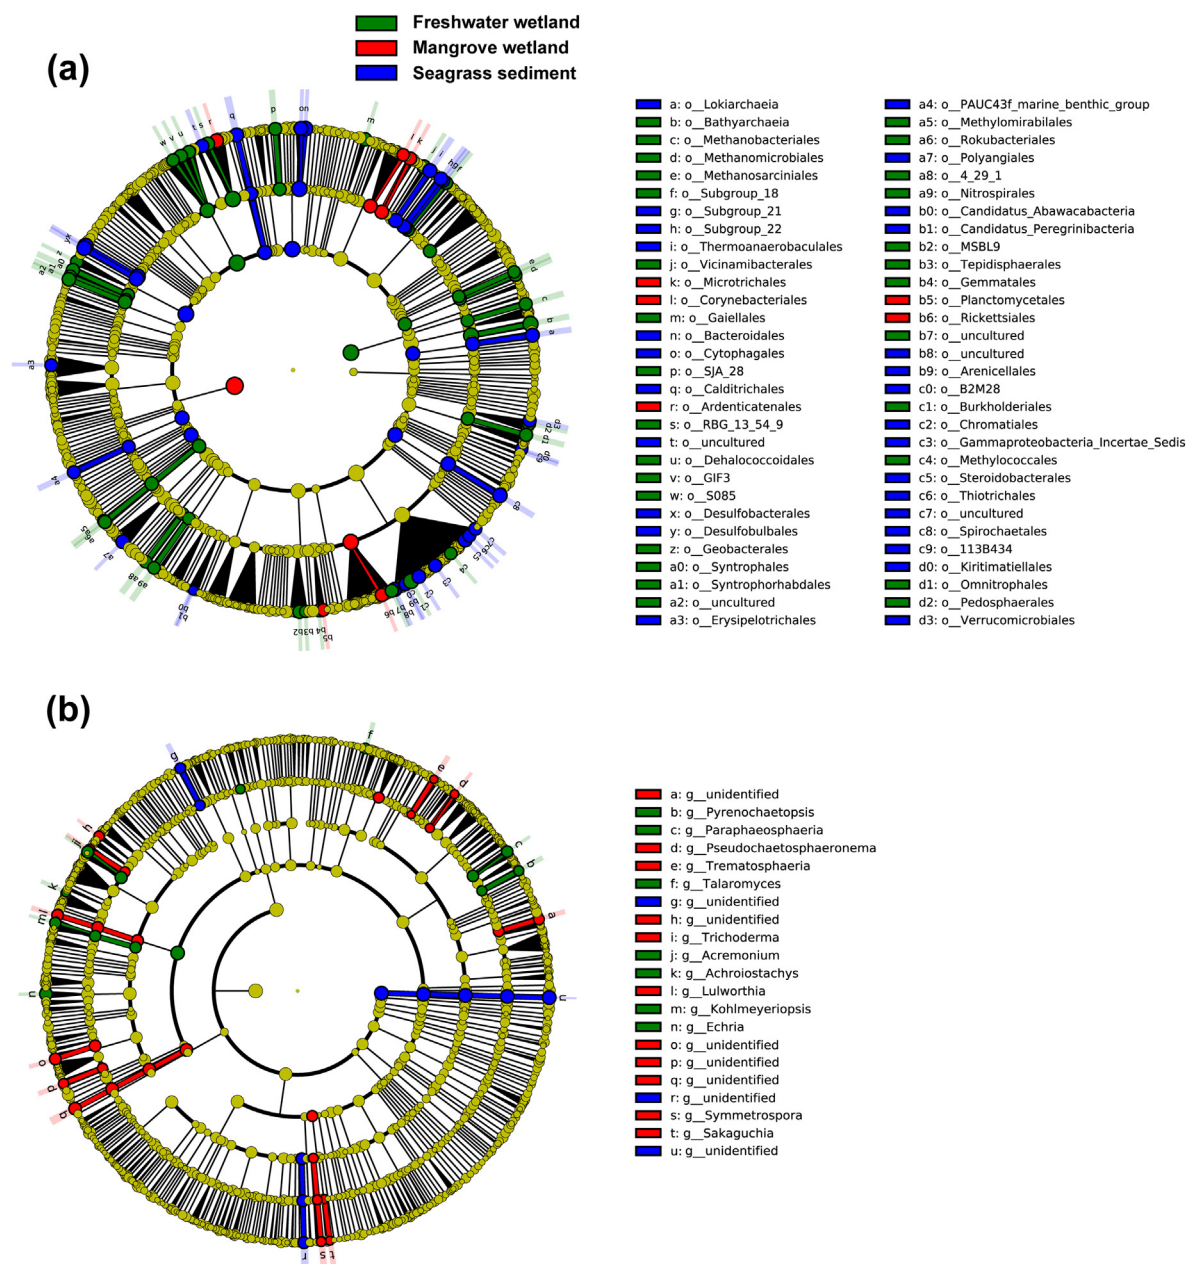 Freshwater wetland
Mangrove wetland
Seagrass sediment
(a)
a: o__Lokiarchaeia
b: o__Bathyarchaeia
c: o__Methanobacteriales
d: o__Methanomicrobiales
e: o__Methanosarciniales
f: o__Subgroup_18
g: o__Subgroup_21
h: o__Subgroup_22
i: o__Thermoanaerobaculales
j: o__Vicinamibacterales
k: o__Microtrichales
l: o__Corynebacteriales
m: o__Gaiellales
n: o__Bacteroidales
o: o__Cytophagales
p: o__SJA_28
q: o__Calditrichales
r: o__Ardenticatenales
s: o__RBG_13_54_9
t: o__uncultured
u: o__Dehalococcoidales
v: o__GIF3
w: o__S085
x: o__Desulfobacterales
y: o__Desulfobulbales
z: o__Geobacterales
a0: o__Syntrophales
a1: o__Syntrophorhabdales
a2: o__uncultured
a3: o__Erysipelotrichales
a4: o__PAUC43f_marine_benthic_group
a5: o__Methylomirabilales
a6: o__Rokubacteriales
a7: o__Polyangiales
a8: o__4_29_1
a9: o__Nitrospirales
b0: o__Candidatus_Abawacabacteria
b1: o__Candidatus_Peregrinibacteria
b2: o__MSBL9
b3: o__Tepidisphaerales
b4: o__Gemmatales
b5: o__Planctomycetales
b6: o__Rickettsiales
b7: o__uncultured
b8: o__uncultured
b9: o__Arenicellales
c0: o__B2M28
c1: o__Burkholderiales
c2: o__Chromatiales
c3: o__Gammaproteobacteria_Incertae_Sedis
c4: o__Methylococcales
c5: o__Steroidobacterales
c6: o__Thiotrichales
c7: o__uncultured
c8: o__Spirochaetales
c9: o__113B434
d0: o__Kiritimatiellales
d1: o__Omnitrophales
d2: o__Pedosphaerales
d3: o__Verrucomicrobiales
(b)
a: g__unidentified
b: g__Pyrenochaetopsis
c: g__Paraphaeosphaeria
d: g__Pseudochaetosphaeronema
e: g__Trematosphaeria
f: g__Talaromyces
g: g__unidentified
h: g__unidentified
i: g__Trichoderma
j: g__Acremonium
k: g__Achroiostachys
l: g__Lulworthia
m: g__Kohlmeyeriopsis
n: g__Echria
o: g__unidentified
p: g__unidentified
q: g__unidentified
r: g__unidentified
s: g__Symmetrospora
t: g__Sakaguchia
u: g__unidentified